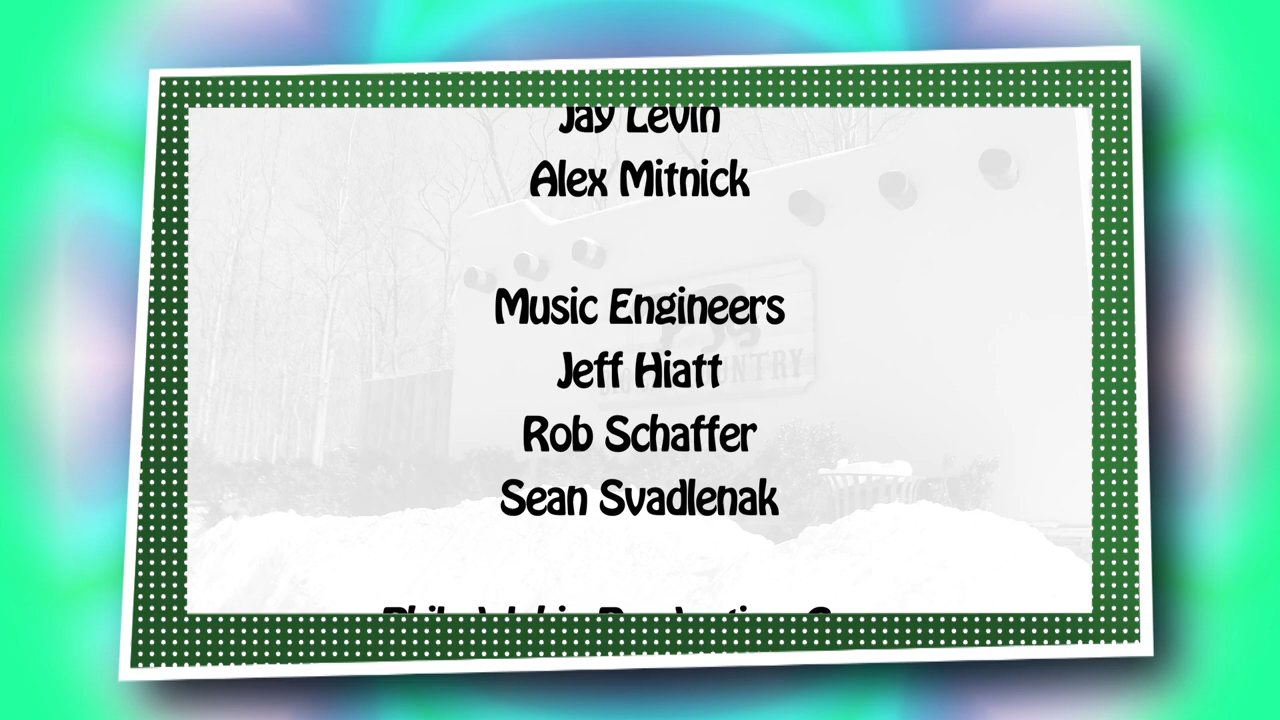 Jay Levin
Alex Mitnick
Music Engineers
Jeff Hiatt
Rob Schaffer
Sean Svadlenak